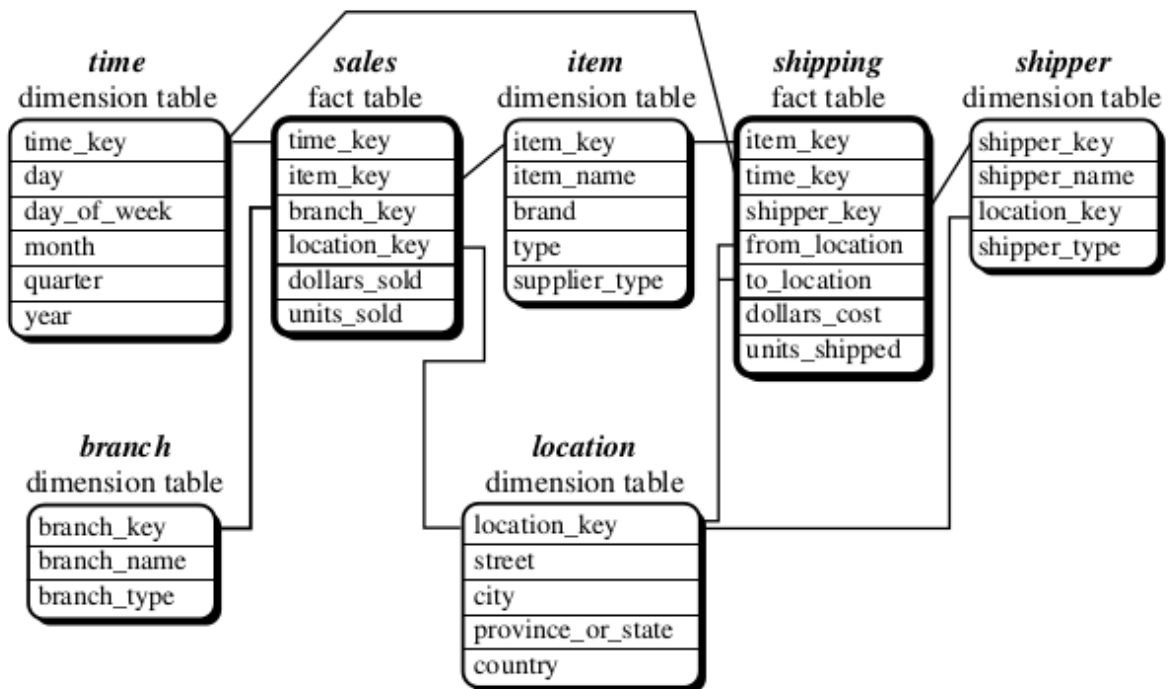 time
dimension table
time_key
day
day_of_week
month
quarter
year
sales
fact table
time_key
item_key
branch_key
location_key
dollars_sold
units_sold
item
dimension table
item_key
item_name
brand
type
supplier_type
shipping
fact table
item_key
time_key
shipper_key
from_location
to_location
dollars_cost
units_shipped
shipper
dimension table
shipper_key
shipper_name
location_key
shipper_type
branch
dimension table
branch_key
branch_name
branch_type
location
dimension table
location_key
street
city
province_or_state
country